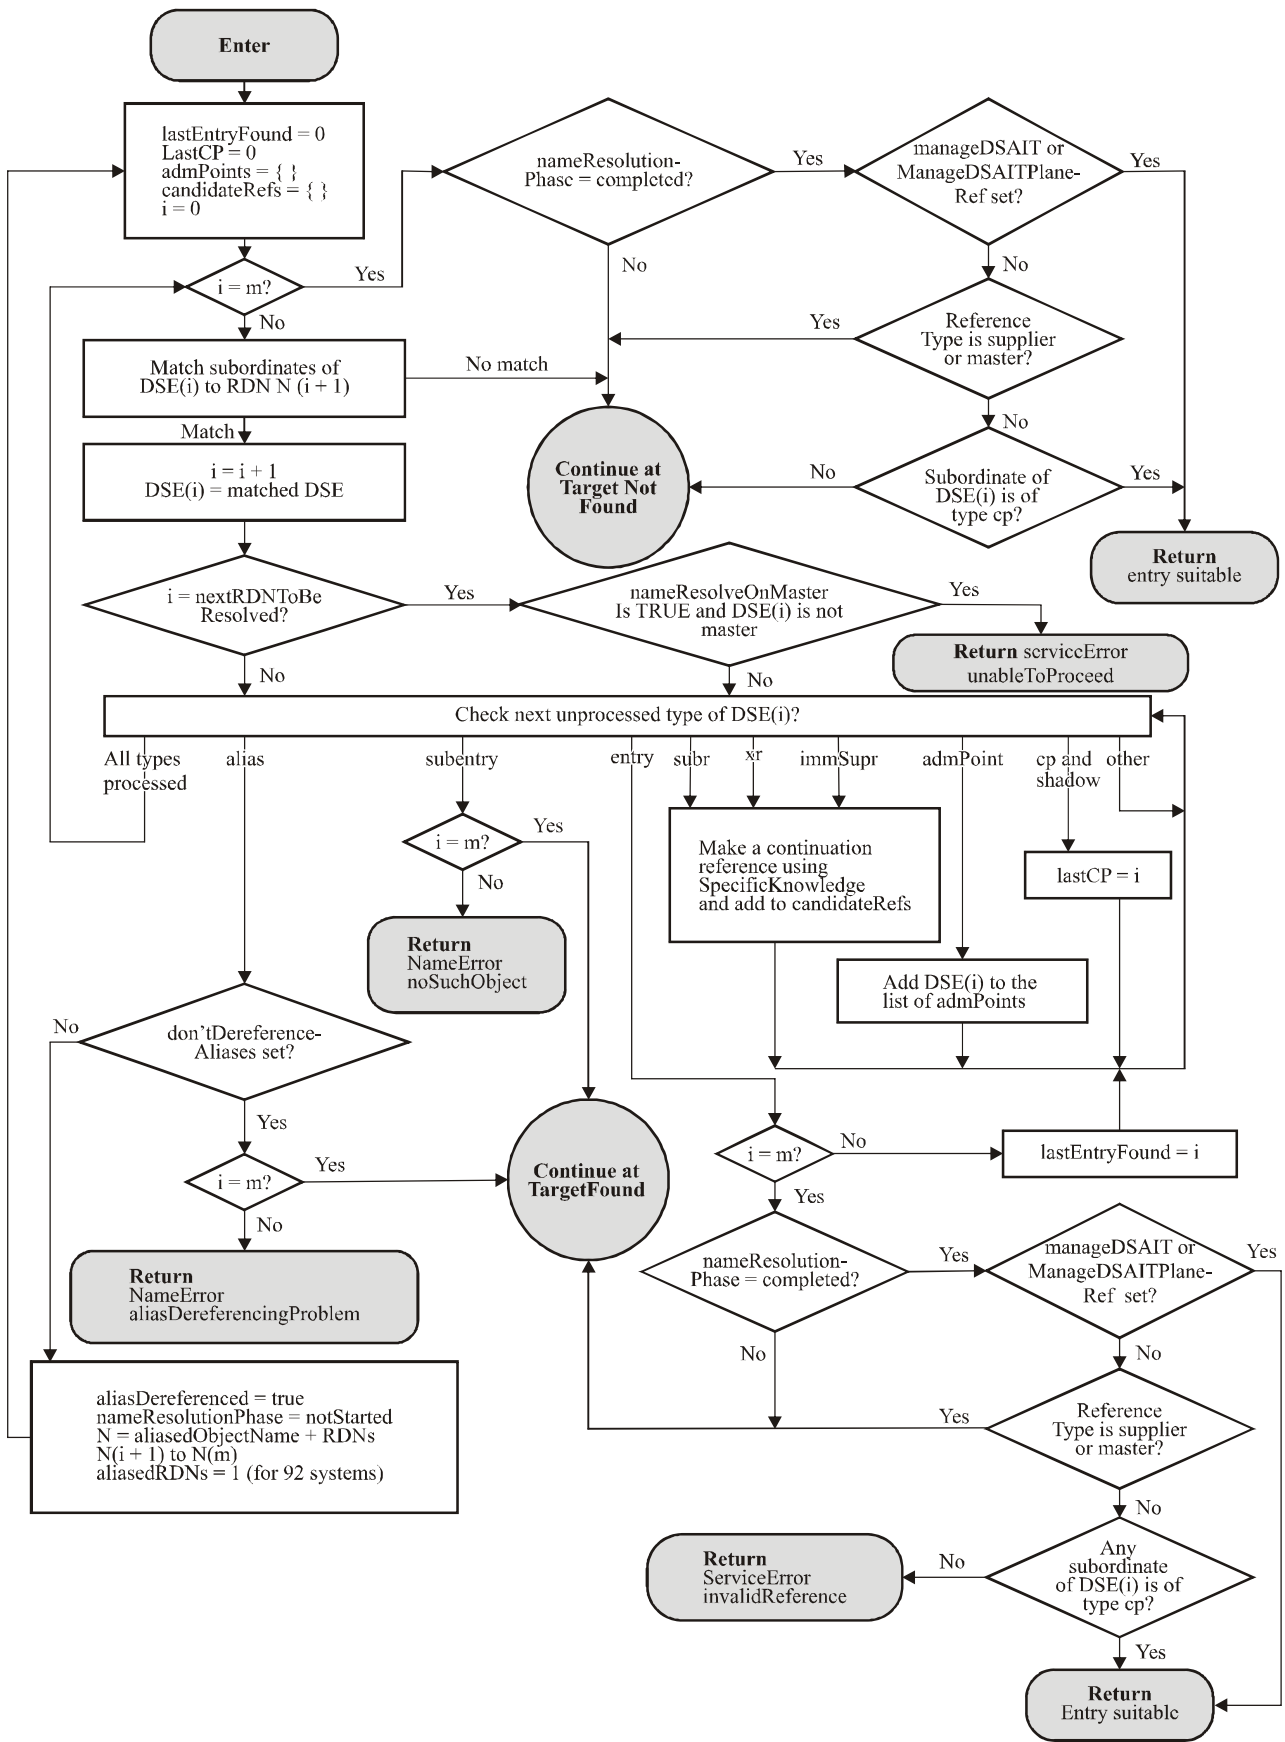 Enter
lastEntryFound = 0
LastCP = 0
admPoints = { }
candidateRefs = { }
i = 0
i = m?
Yes
No
nameResolution-
Phase = completed?
Yes
No
manageDSAIT or
ManageDSAITPlane-
Ref set?
Yes
No
Reference
Type is supplier
or master?
Yes
No
Match subordinates of
DSE(i) to RDN N (i + 1)
No match
Match
i = i + 1
DSE(i) = matched DSE
Continue at
Target Not
Found
No
Subordinate of
DSE(i) is of
type cp?
Yes
Return
entry suitable
i = nextRDNToBe
Resolved?
Yes
No
nameResolveOnMaster
Is TRUE and DSE(i) is not
master
Yes
No
Return serviceError
unableToProceed
Check next unprocessed type of DSE(i)?
All types
processed
alias
subentry
entry
subr
xr
immSupr
admPoint
cp and
shadow
other
i = m?
Yes
No
Return
NameError
noSuchObject
Make a continuation
reference using
SpecificKnowledge
and add to candidateRefs
lastCP = i
Add DSE(i) to the
list of admPoints
No
don'tDereference-
Aliases set?
Yes
i = m?
Yes
No
Continue at
TargetFound
i = m?
No
Yes
lastEntryFound = i
Return
NameError
aliasDereferencingProblem
nameResolution-
Phase = completed?
Yes
No
manageDSAIT or
ManageDSAITPlane-
Ref set?
Yes
No
aliasDereferenced = true
nameResolutionPhase = notStarted
N = aliasedObjectName + RDNs
N(i + 1) to N(m)
aliasedRDNs = 1 (for 92 systems)
Yes
Reference
Type is supplier
or master?
No
Return
ServiceError
invalidReference
No
Any
subordinate
of DSE(i) is of
type cp?
Yes
Return
Entry suitable